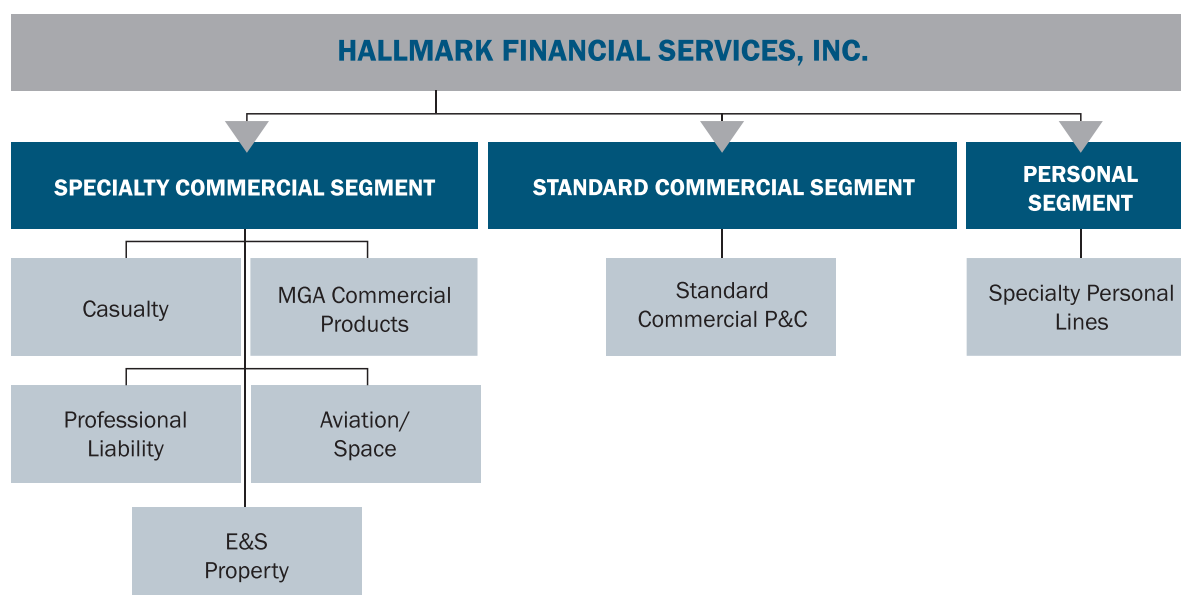 HALLMARK FINANCIAL SERVICES, INC.
SPECIALTY COMMERCIAL SEGMENT
STANDARD COMMERCIAL SEGMENT
PERSONAL
SEGMENT
Casualty
MGA Commercial
Products
Standard
Commercial P&C
Specialty Personal
Lines
Professional
Liability
Aviation/
Space
E&S
Property